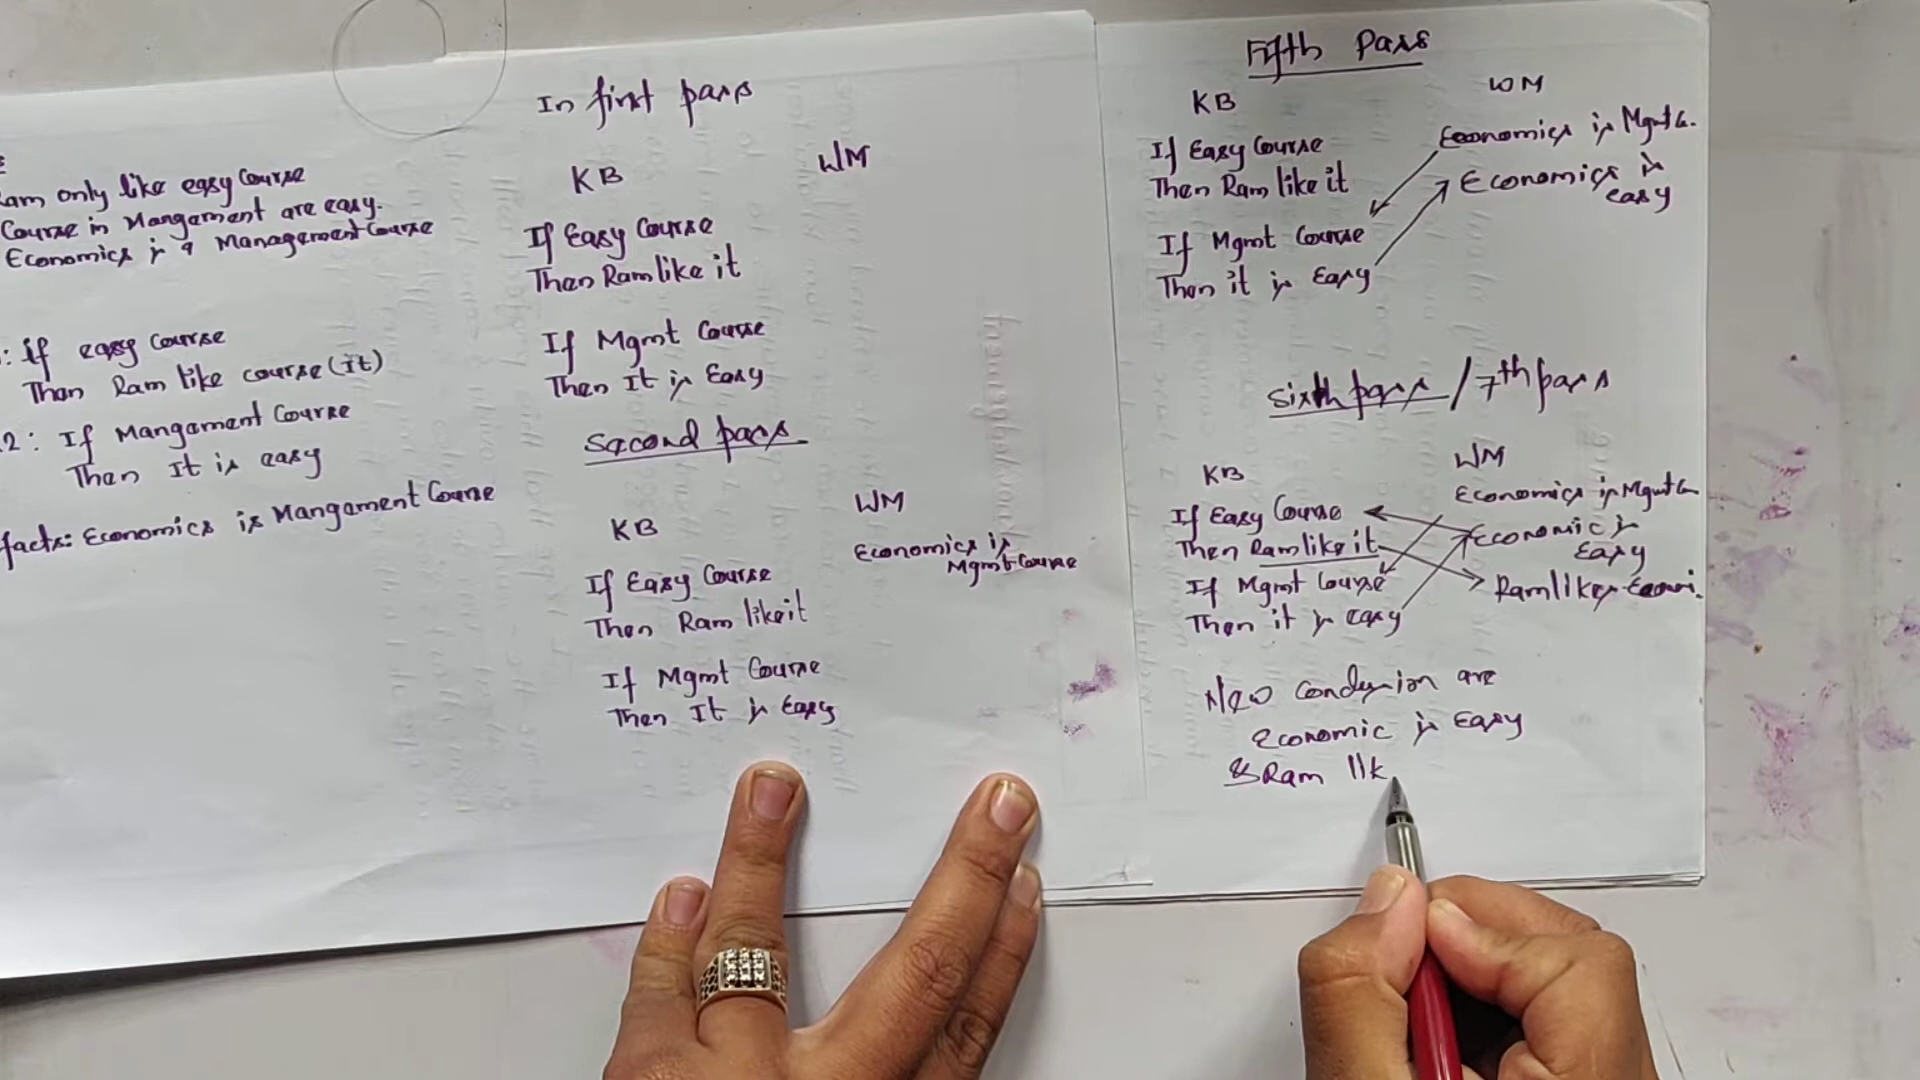 am only like easy Course
Course in Mangement are easy.
Economics is a Management Course
: If easy Course
Then Ram like course (it)
2: If Mangament Course
Then It is easy
facts: Economics is Mangament Course
In first pass
KB WM
If Easy Course
Then Ram like it
If Mgmt Course
Then It is Easy
Second pass
KB WM
Economics is
Mgmt Course
If Easy Course
Then Ram like it
If Mgmt Course
Then It is Easy
Fifth Pass
KB WM
Economics is Mgmt C.
If Easy Course
Then Ram like it
Economics is
easy
If Mgmt Course
Then it is Easy
Sixth pass / 7th pass
KB WM
Economics is Mgmt C
If Easy Course
Then Ram like it
Economic is
Easy
If Mgmt Course
Then it is easy
Ram likes
New are
Economic is Easy
& Ram lik